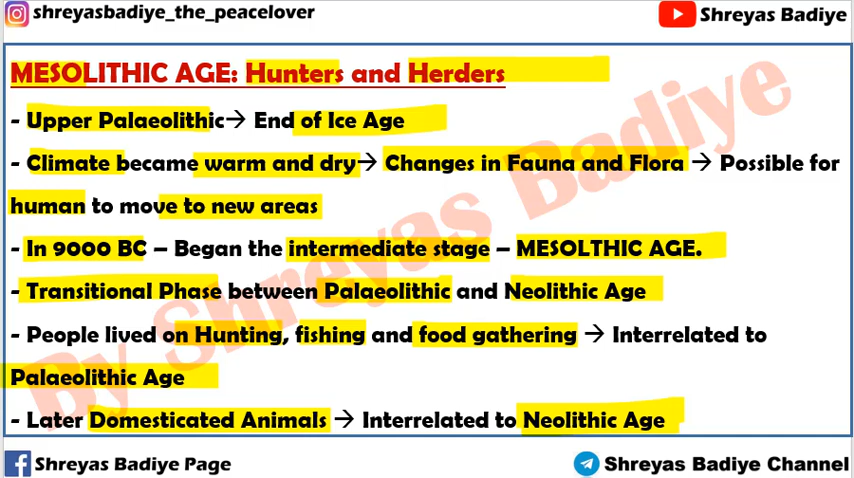 shreyasbadiye_the_peacelover
Shreyas Badiye
MESOLITHIC AGE: Hunters and Herders
- Upper Palaeolithic→ End of Ice Age
- Climate became warm and dry→ Changes in Fauna and Flora → Possible for
human to move to new areas
- In 9000 BC – Began the intermediate stage – MESOLTHIC AGE.
- Transitional Phase between Palaeolithic and Neolithic Age
- People lived on Hunting, fishing and food gathering → Interrelated to
Palaeolithic Age
- Later Domesticated Animals → Interrelated to Neolithic Age
By Shreyas Badiye
Shreyas Badiye Page
Shreyas Badiye Channel